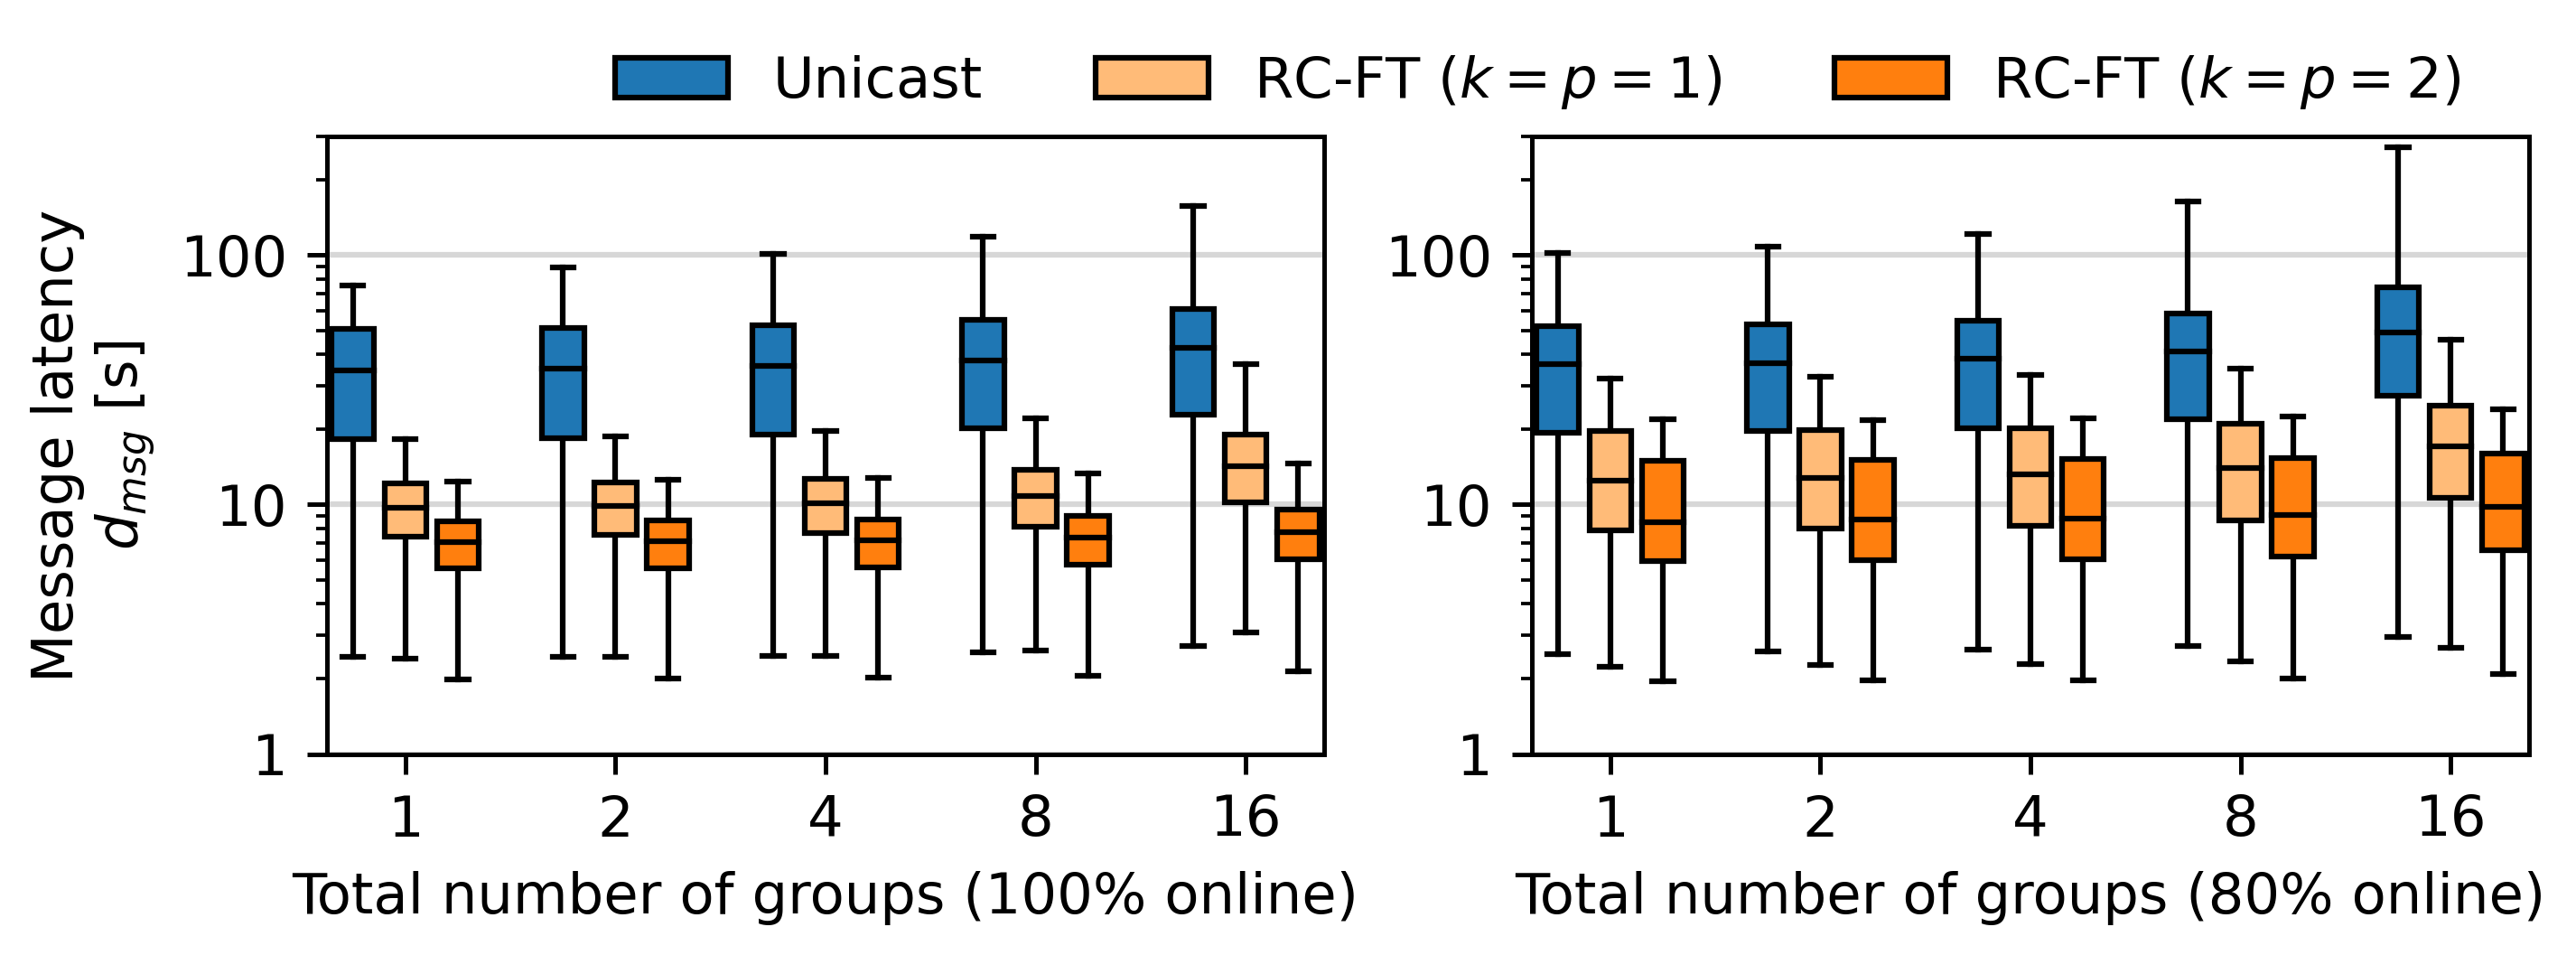 Unicast RC-FT (k = p = 1) RC-FT (k = p = 2)
Message latency
d_msg [s]
100
10
1
1 2 4 8 16
Total number of groups (100% online)
100
10
1
1 2 4 8 16
Total number of groups (80% online)